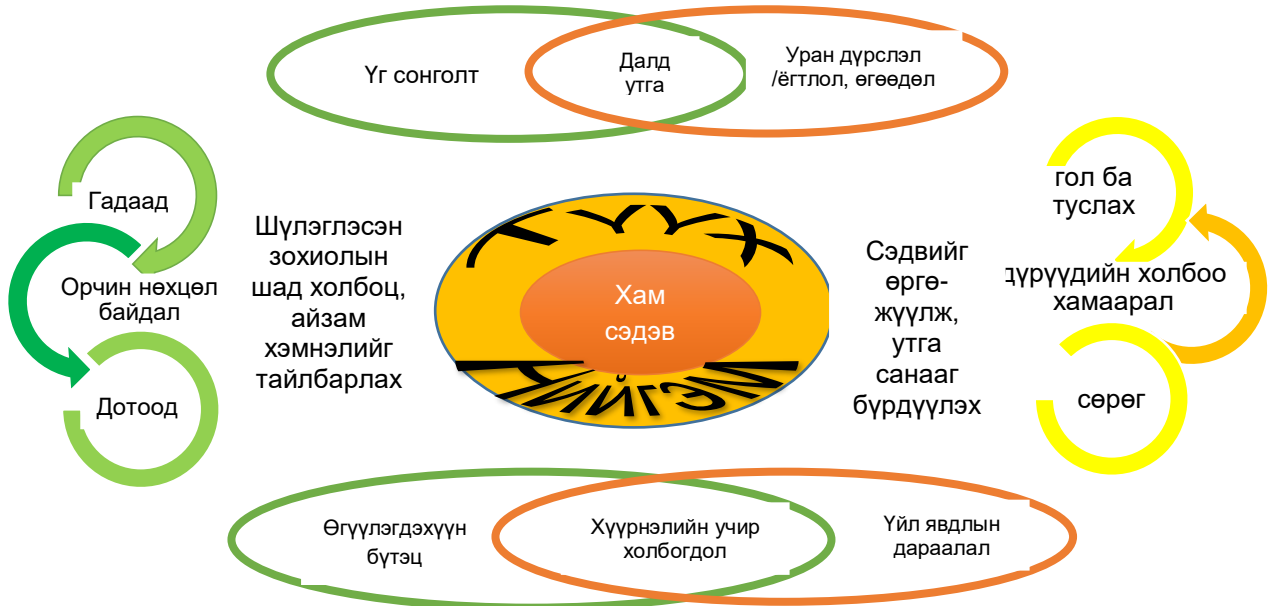 Үг сонголт
Далд
утга
Уран дүрслэл
/ёгтлол, өгөөдөл
Гадаад
Орчин нөхцөл
байдал
Дотоод
Шүлэглэсэн
зохиолын
шад холбоц,
айзам
хэмнэлийг
тайлбарлах
Хам
сэдэв
НИЙГЭМ
Сэдвийг
өргө-
жүүлж,
утга
санааг
бүрдүүлэх
гол ба
туслах
дүрүүдийн холбоо
хамаарал
сөрөг
Өгүүлэгдэхүүн
бүтэц
Хүүрнэлийн учир
холбогдол
Үйл явдлын
дараалал